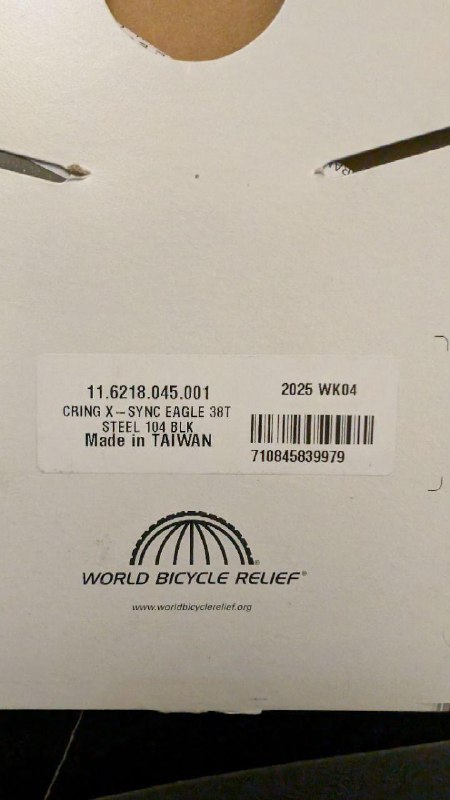 11.6218.045.001
2025 WK04
CRING X-SYNC EAGLE 38T
STEEL 104 BLK
Made in TAIWAN
710845839979
WORLD BICYCLE RELIEF®
www.worldbicyclerelief.org